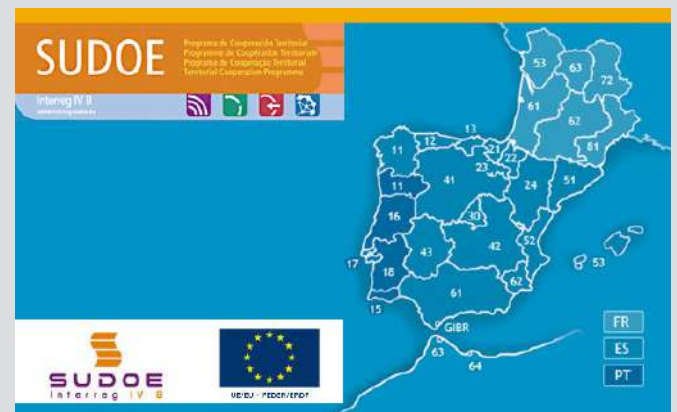 SUDOE
Programa de Cooperación Territorial
Programme de Coopération Territoriale
Programa de Cooperação Territorial
Territorial Cooperation Programme
Interreg IV B
53
63
72
61
62
81
13
11
12
21
22
23
11
41
24
51
16
30
42
52
53
17
43
18
62
61
15
GIBR
63
64
FR
ES
PT
SUDOE
Interreg IV B
UE/EU - FEDER/ERDF